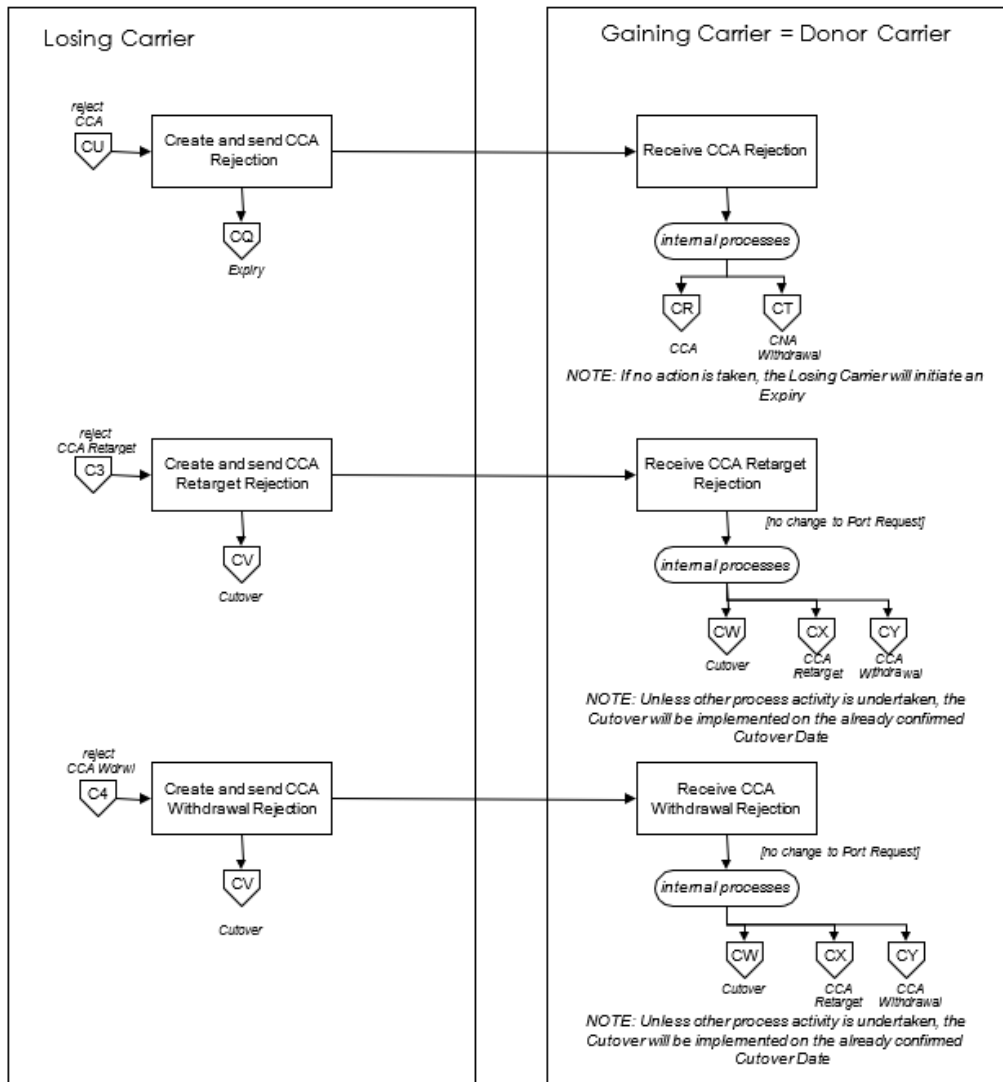 Losing Carrier
Gaining Carrier = Donor Carrier
reject
CCA
CU
Create and send CCA
Rejection
Receive CCA Rejection
CQ
Expiry
internal processes
CR
CT
CCA
CNA
Withdrawal
NOTE: If no action is taken, the Losing Carrier will initiate an
Expiry
reject
CCA Retarget
C3
Create and send CCA
Retarget Rejection
Receive CCA Retarget
Rejection
[no change to Port Request]
CV
Cutover
internal processes
CW
CX
CY
Cutover
CCA
Retarget
CCA
Withdrawal
NOTE: Unless other process activity is undertaken, the
Cutover will be implemented on the already confirmed
Cutover Date
reject
CCA Wdrwl
C4
Create and send CCA
Withdrawal Rejection
Receive CCA
Withdrawal Rejection
[no change to Port Request]
CV
Cutover
internal processes
CW
CX
CY
Cutover
CCA
Retarget
CCA
Withdrawal
NOTE: Unless other process activity is undertaken, the
Cutover will be implemented on the already confirmed
Cutover Date